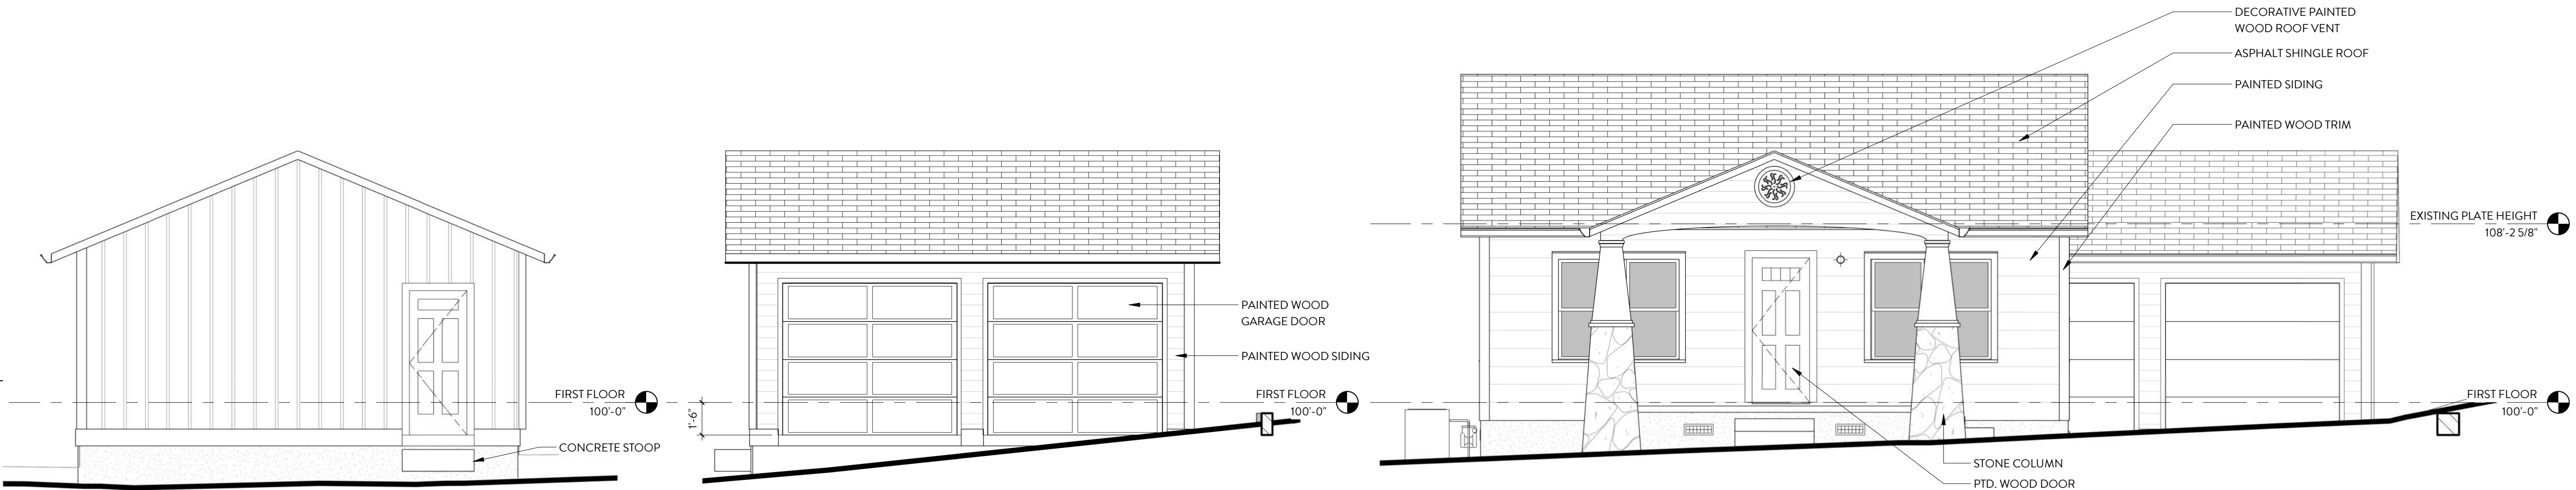 FIRST FLOOR
100'-0"
CONCRETE STOOP
1'-6"
PAINTED WOOD
GARAGE DOOR
PAINTED WOOD SIDING
FIRST FLOOR
100'-0"
DECORATIVE PAINTED
WOOD ROOF VENT
ASPHALT SHINGLE ROOF
PAINTED SIDING
PAINTED WOOD TRIM
EXISTING PLATE HEIGHT
108'-2 5/8"
FIRST FLOOR
100'-0"
STONE COLUMN
PTD. WOOD DOOR